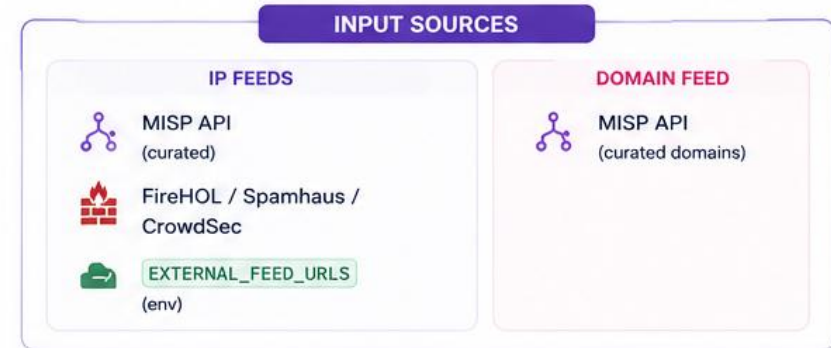 INPUT SOURCES
IP FEEDS
MISP API
(curated)
FireHOL / Spamhaus /
CrowdSec
EXTERNAL_FEED_URLS
(env)
DOMAIN FEED
MISP API
(curated domains)